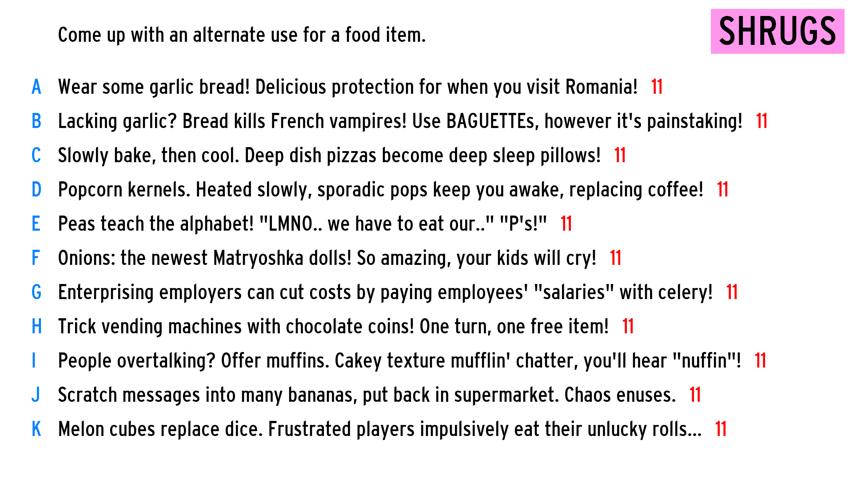 Come up with an alternate use for a food item.
SHRUGS
A Wear some garlic bread! Delicious protection for when you visit Romania! 11
B Lacking garlic? Bread kills French vampires! Use BAGUETTEs, however it's painstaking! 11
C Slowly bake, then cool. Deep dish pizzas become deep sleep pillows! 11
D Popcorn kernels. Heated slowly, sporadic pops keep you awake, replacing coffee! 11
E Peas teach the alphabet! "LMNO.. we have to eat our.." "P's!" 11
F Onions: the newest Matryoshka dolls! So amazing, your kids will cry! 11
G Enterprising employers can cut costs by paying employees' "salaries" with celery! 11
H Trick vending machines with chocolate coins! One turn, one free item! 11
I People overtalking? Offer muffins. Cakey texture mufflin' chatter, you'll hear "nuffin"! 11
J Scratch messages into many bananas, put back in supermarket. Chaos enuses. 11
K Melon cubes replace dice. Frustrated players impulsively eat their unlucky rolls... 11